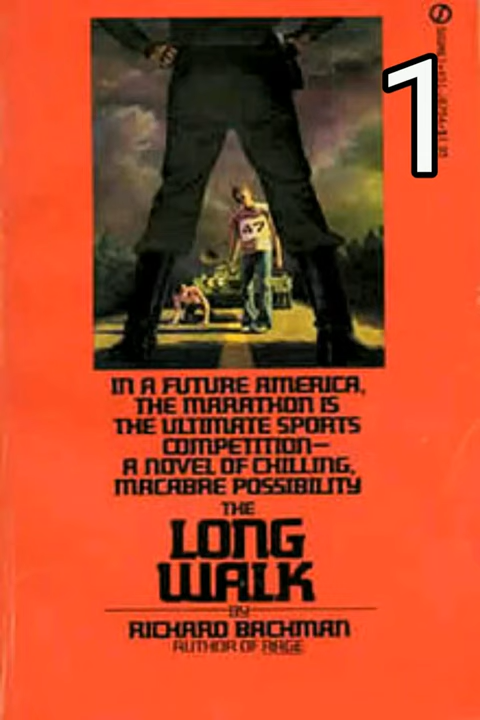 1
47
IN A FUTURE AMERICA,
THE MARATHON IS
THE ULTIMATE SPORTS
COMPETITION—
A NOVEL OF CHILLING,
MACABRE POSSIBILITY
THE
LONG
WALK
BY
RICHARD BACHMAN
AUTHOR OF RAGE